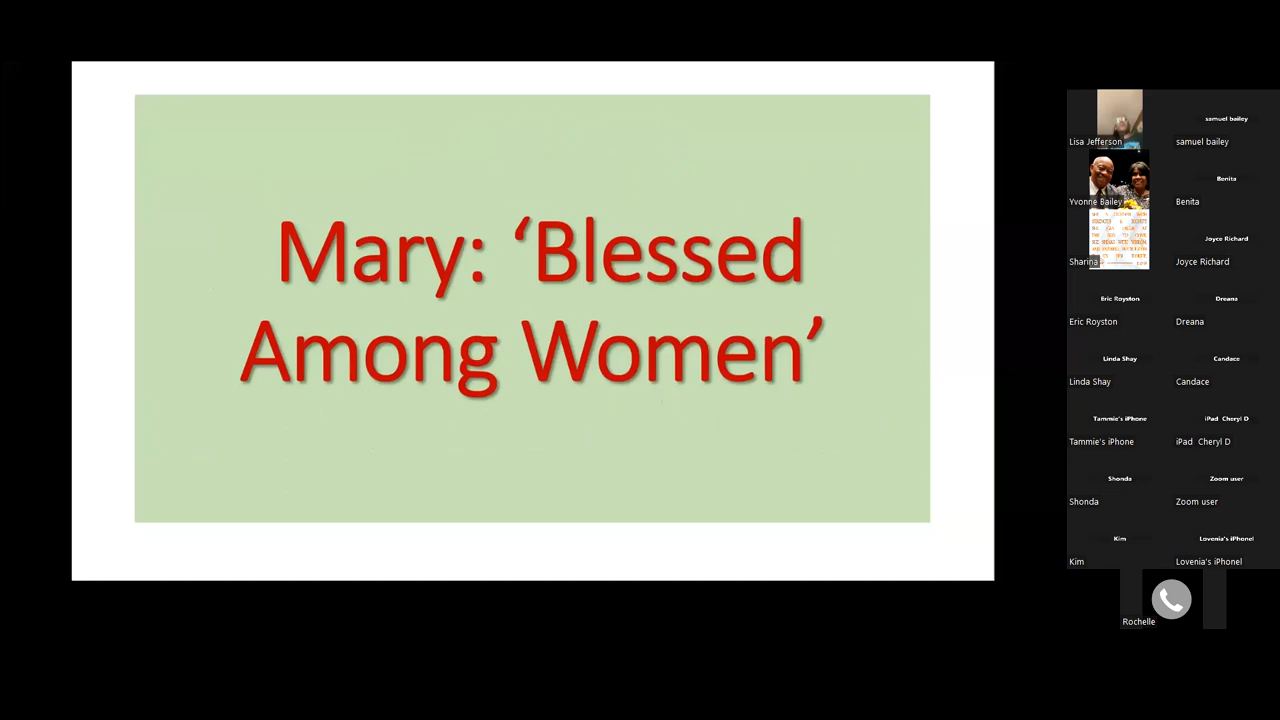 Mary: ‘Blessed
Among Women’
Lisa Jefferson
samuel bailey
samuel bailey
Yvonne Bailey
Benita
Benita
Sharina
Joyce Richard
Joyce Richard
Eric Royston
Eric Royston
Dreana
Dreana
Linda Shay
Linda Shay
Candace
Candace
Tammie's iPhone
Tammie's iPhone
iPad Cheryl D
iPad Cheryl D
Shonda
Shonda
Zoom user
Zoom user
Kim
Kim
Lovenia's iPhonel
Lovenia's iPhonel
Rochelle